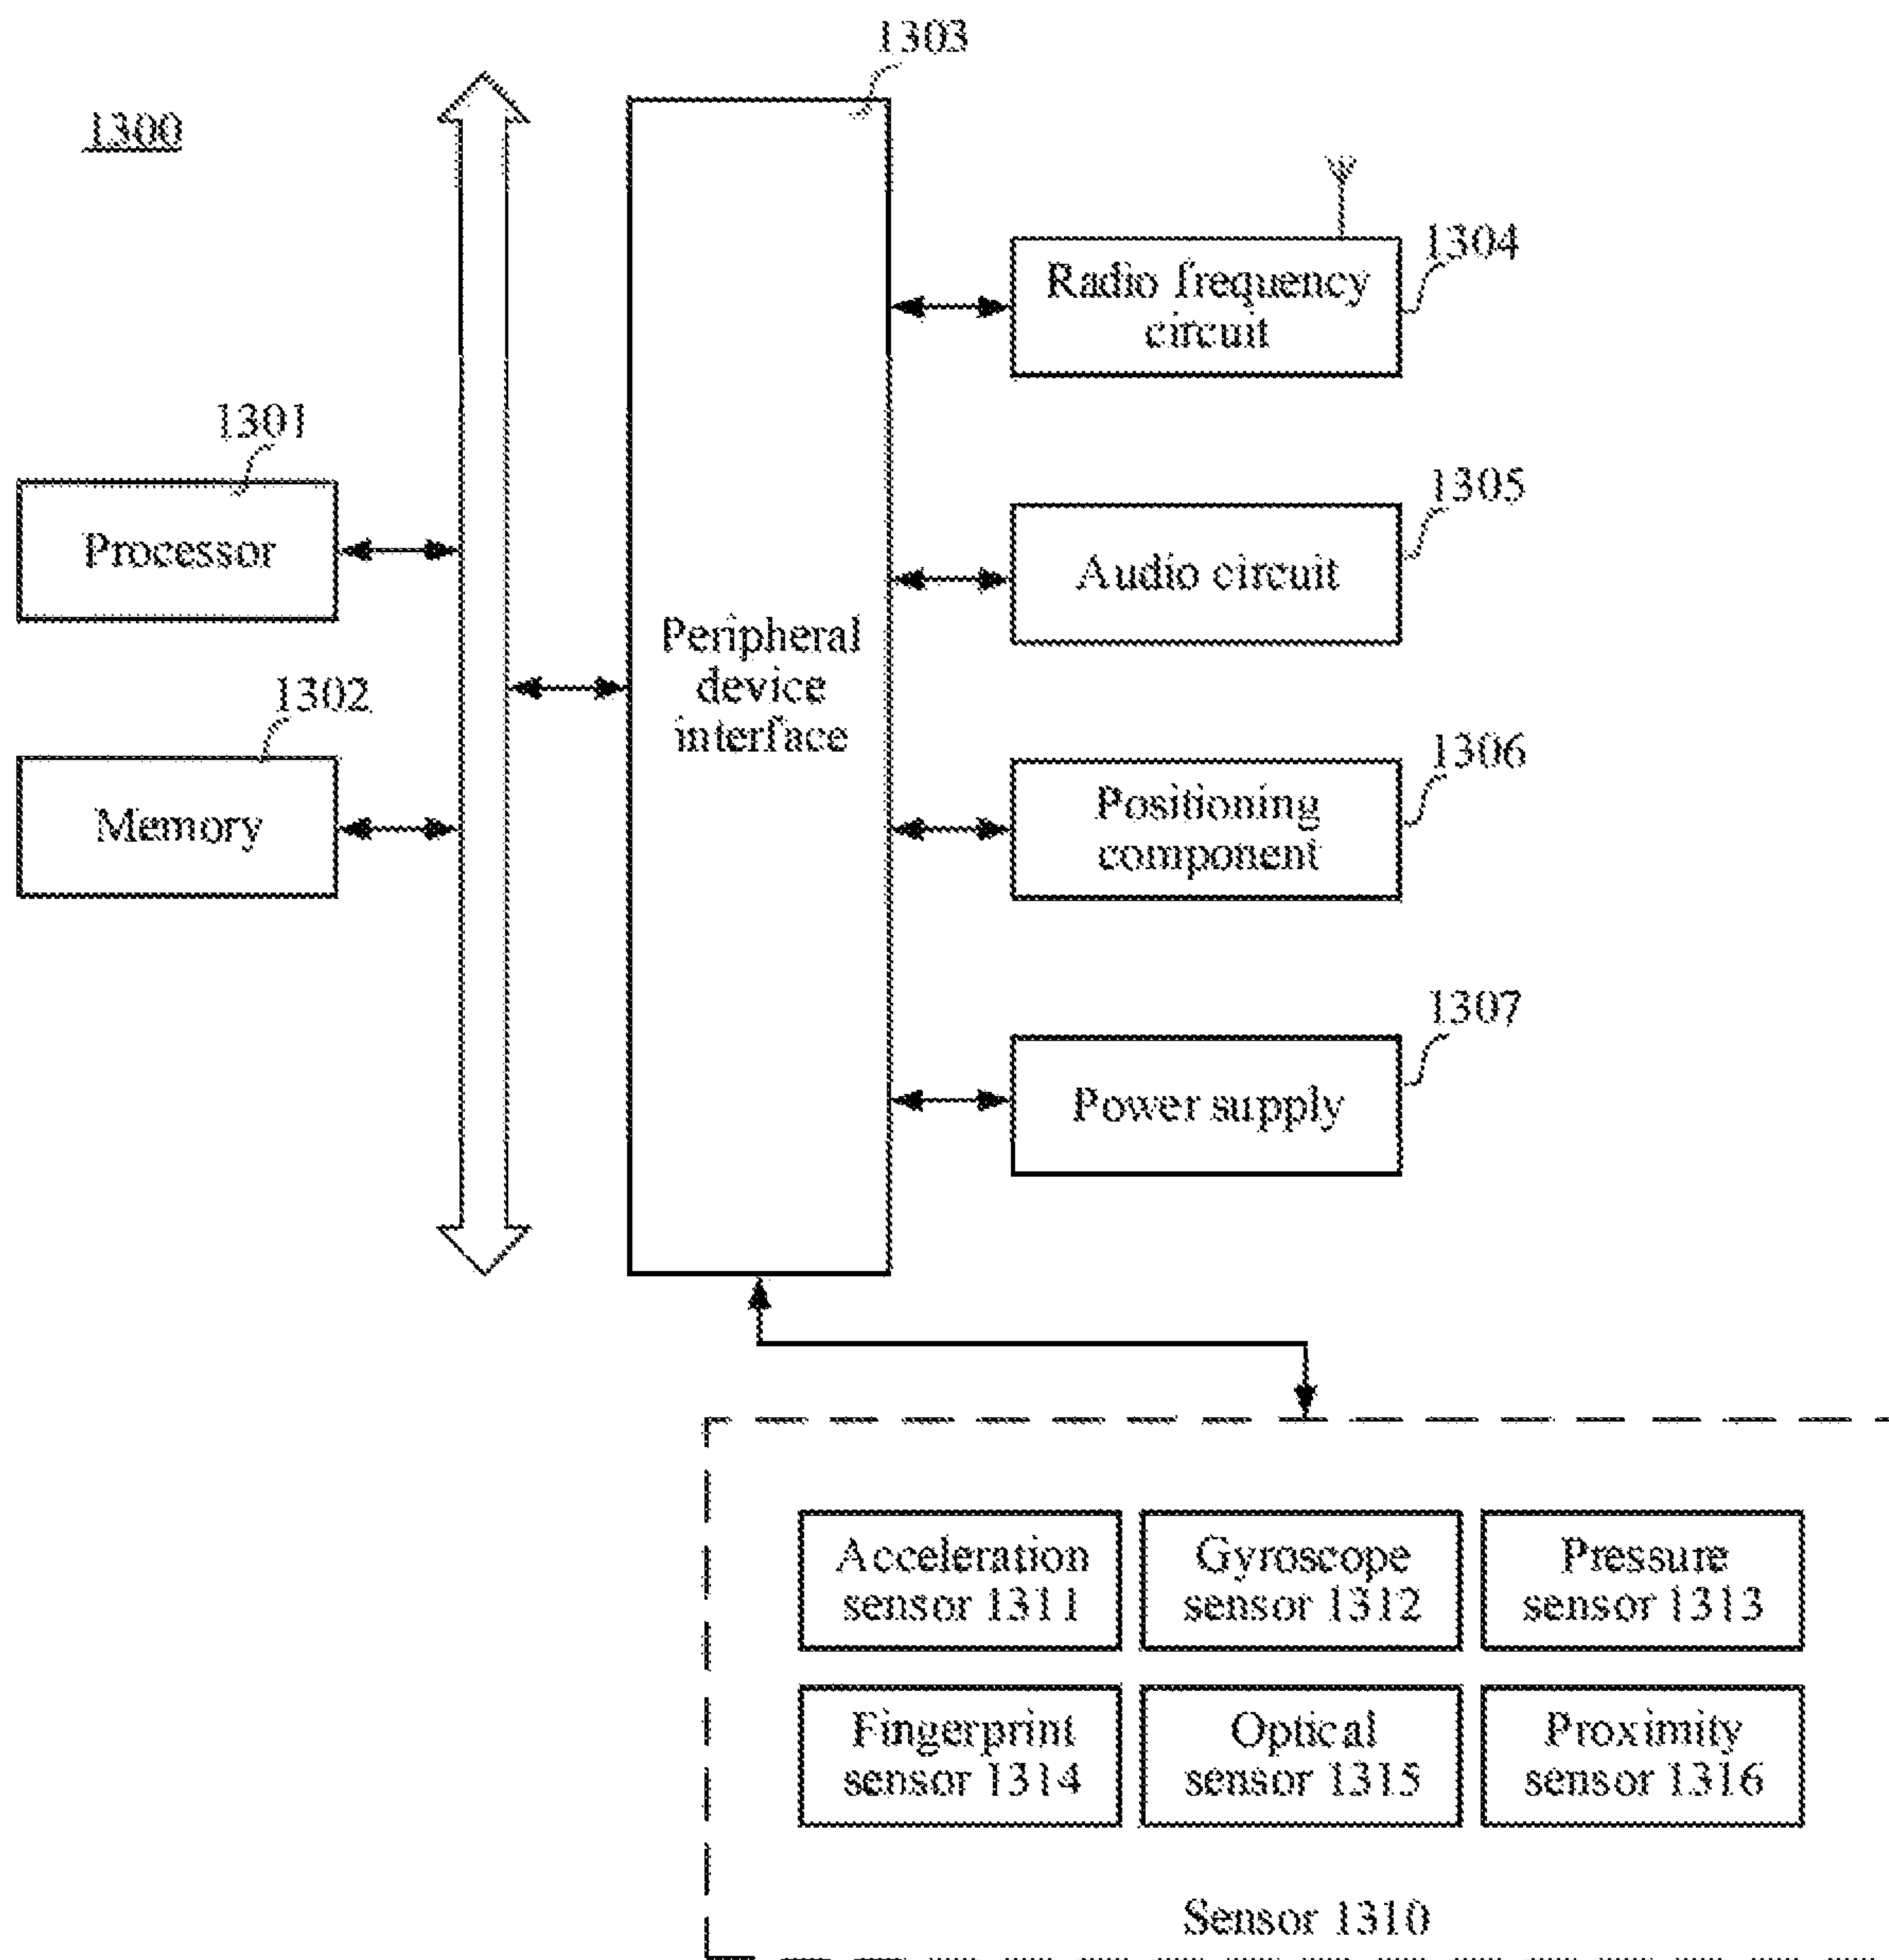 1300
1303
1304
Radio frequency
circuit
1301
Processor
1305
Audio circuit
Peripheral
device
interface
1302
Memory
1306
Positioning
component
1307
Power supply
Acceleration
sensor 1311
Gyroscope
sensor 1312
Pressure
sensor 1313
Fingerprint
sensor 1314
Optical
sensor 1315
Proximity
sensor 1316
Sensor 1310